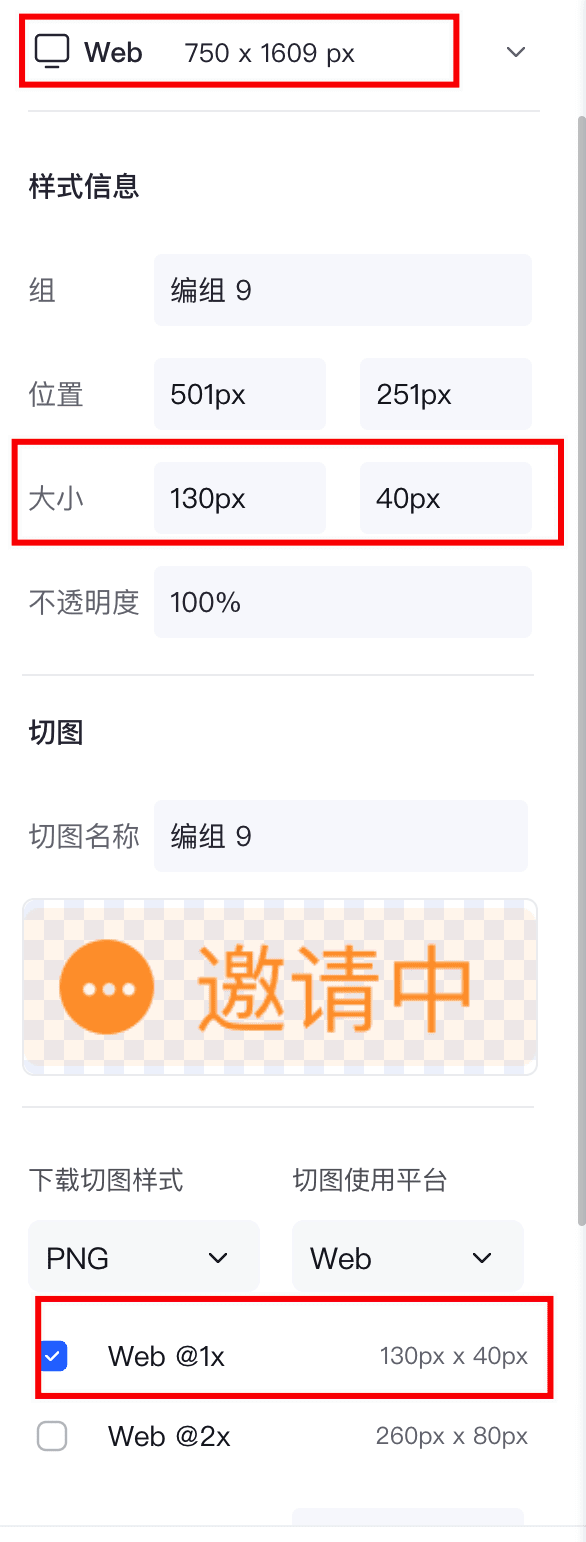 Web 750 x 1609 px
样式信息
组 编组 9
位置 501px 251px
大小 130px 40px
不透明度 100%
切图
切图名称 编组 9
邀请中
下载切图样式 切图使用平台
PNG Web
Web @1x 130px x 40px
Web @2x 260px x 80px